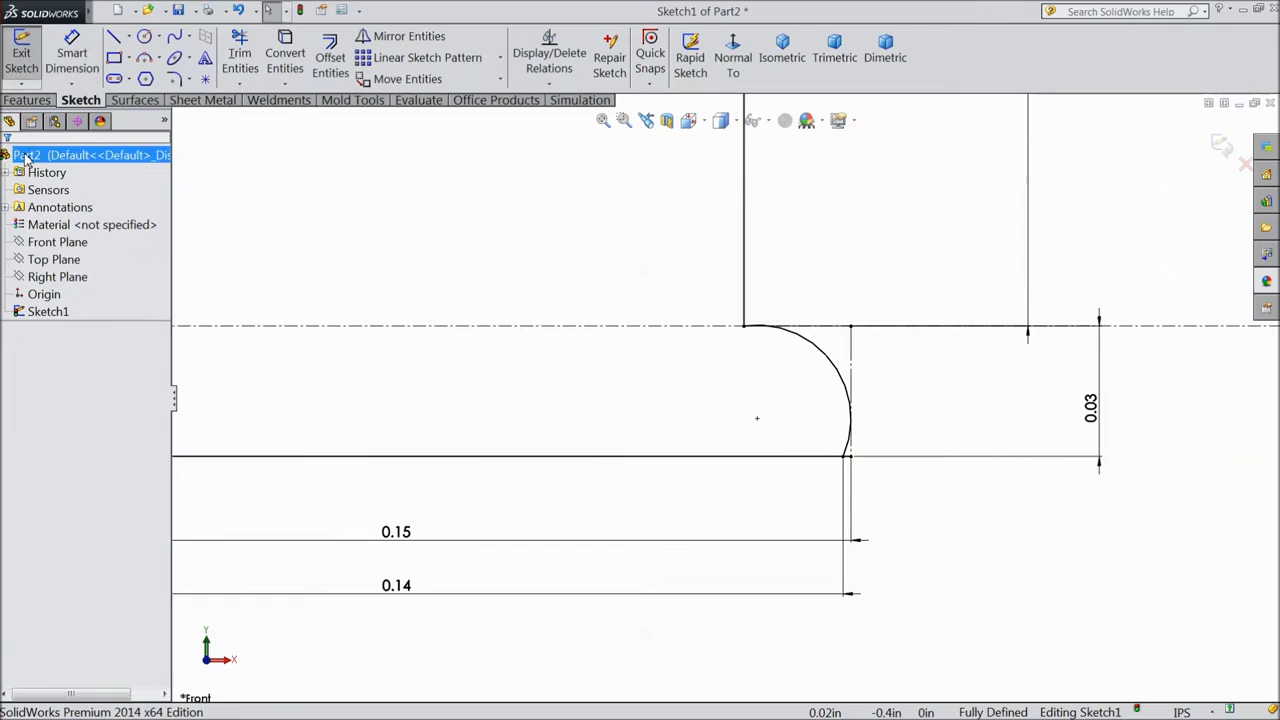 SOLIDWORKS
Sketch1 of Part2 *
Search SolidWorks Help
Exit Sketch
Smart Dimension
Trim Entities
Convert Entities
Offset Entities
Mirror Entities
Linear Sketch Pattern
Move Entities
Display/Delete Relations
Repair Sketch
Quick Snaps
Rapid Sketch
Normal To
Isometric
Trimetric
Dimetric
Features
Sketch
Surfaces
Sheet Metal
Weldments
Mold Tools
Evaluate
Office Products
Simulation
Part2 (Default<<Default>_Dis
History
Sensors
Annotations
Material <not specified>
Front Plane
Top Plane
Right Plane
Origin
Sketch1
0.03
0.15
0.14
Y
X
*Front
SolidWorks Premium 2014 x64 Edition
0.02in
-0.4in
0in
Fully Defined
Editing Sketch1
IPS